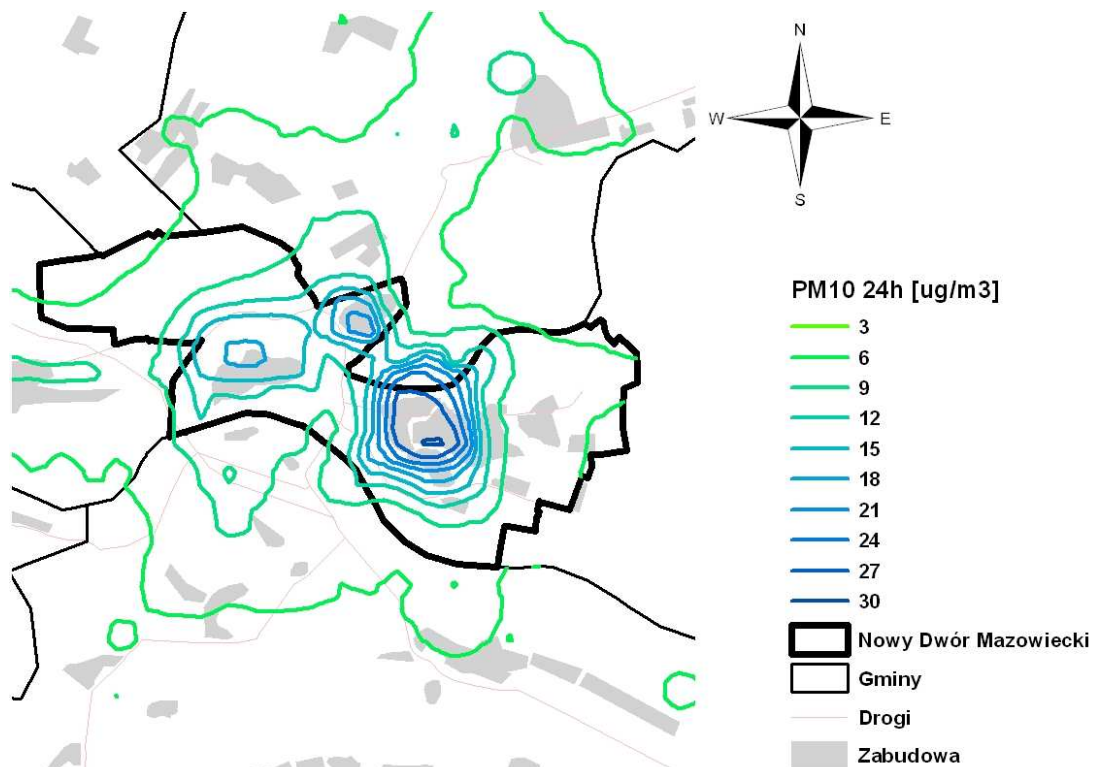 N
W E
S
PM10 24h [ug/m3]
3
6
9
12
15
18
21
24
27
30
Nowy Dwór Mazowiecki
Gminy
Drogi
Zabudowa